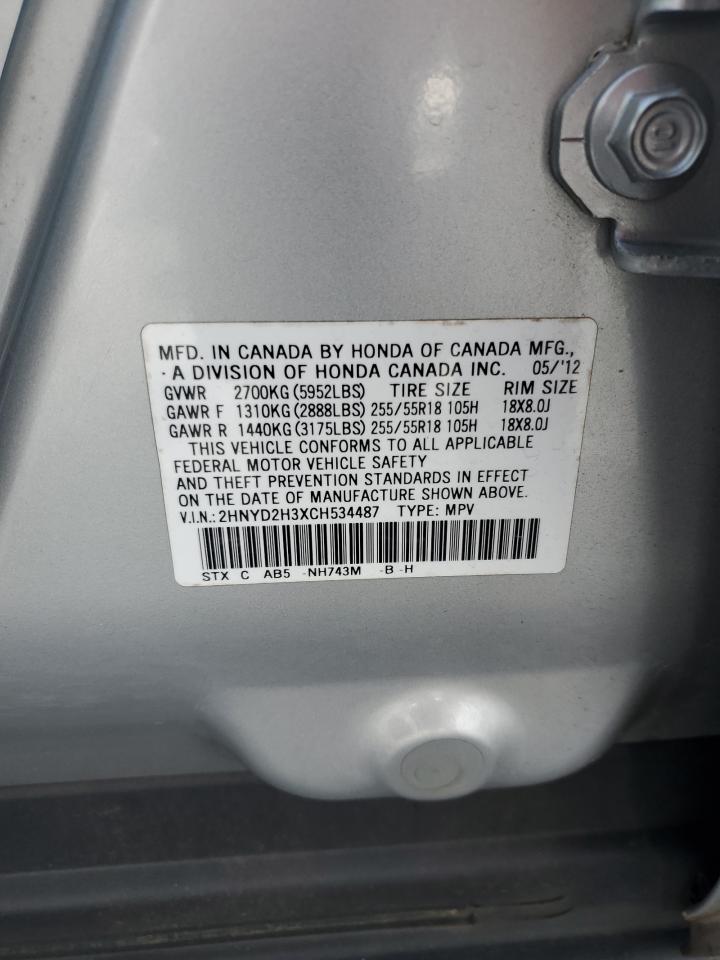 MFD. IN CANADA BY HONDA OF CANADA MFG.,
· A DIVISION OF HONDA CANADA INC. 05/'12
GVWR 2700KG (5952LBS) TIRE SIZE RIM SIZE
GAWR F 1310KG (2888LBS) 255/55R18 105H 18X8.0J
GAWR R 1440KG (3175LBS) 255/55R18 105H 18X8.0J
THIS VEHICLE CONFORMS TO ALL APPLICABLE
FEDERAL MOTOR VEHICLE SAFETY
AND THEFT PREVENTION STANDARDS IN EFFECT
ON THE DATE OF MANUFACTURE SHOWN ABOVE.
V.I.N.: 2HNYD2H3XCH534487 TYPE: MPV
STX C AB5 -NH743M -B -H